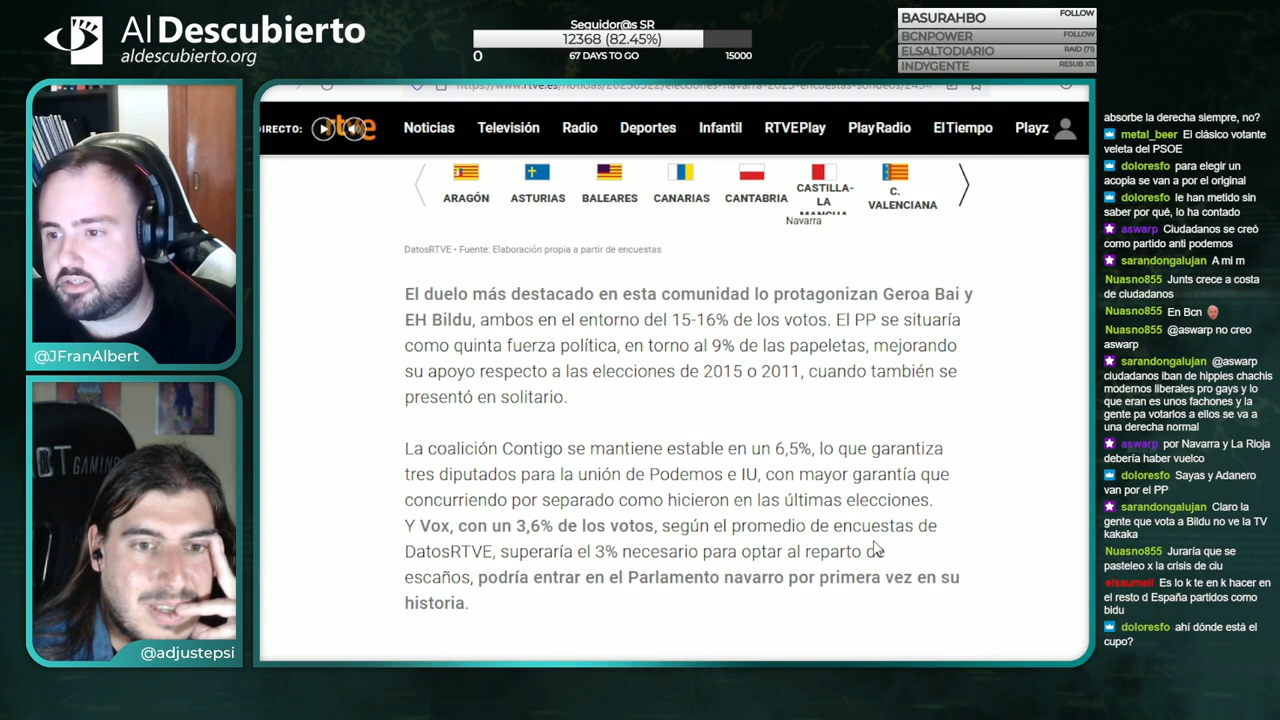 Al Descubierto
aldescubierto.org
Seguidor@s SR
12368 (82.45%)
0
67 DAYS TO GO
15000
BASURAHBO FOLLOW
BCNPOWER FOLLOW
ELSALTODIARIO RAID (71)
INDYGENTE RESUB X11
DIRECTO:
rtve
Noticias Televisión Radio Deportes Infantil RTVEPlay PlayRadio ElTiempo Playz
ARAGÓN
ASTURIAS
BALEARES
CANARIAS
CANTABRIA
CASTILLA-
LA
MANCHA
C.
VALENCIANA
Navarra
DatosRTVE • Fuente: Elaboración propia a partir de encuestas
El duelo más destacado en esta comunidad lo protagonizan Geroa Bai y
EH Bildu, ambos en el entorno del 15-16% de los votos. El PP se situaría
como quinta fuerza política, en torno al 9% de las papeletas, mejorando
su apoyo respecto a las elecciones de 2015 o 2011, cuando también se
presentó en solitario.
La coalición Contigo se mantiene estable en un 6,5%, lo que garantiza
tres diputados para la unión de Podemos e IU, con mayor garantía que
concurriendo por separado como hicieron en las últimas elecciones.
Y Vox, con un 3,6% de los votos, según el promedio de encuestas de
DatosRTVE, superaría el 3% necesario para optar al reparto de
escaños, podría entrar en el Parlamento navarro por primera vez en su
historia.
@JFranAlbert
OT GAMING
@adjustepsi
absorbe la derecha siempre, no?
metal_beer El clásico votante
veleta del PSOE
doloresfo para elegir un
acopia se van a por el original
doloresfo le han metido sin
saber por qué, lo ha contado
aswarp Ciudadanos se creó
como partido anti podemos
sarandongalujan A mi m
Nuasno855 Junts crece a costa
de ciudadanos
Nuasno855 En Bcn
Nuasno855 @aswarp no creo
aswarp
sarandongalujan @aswarp
ciudadanos iban de hippies chachis
modernos liberales pro gays y lo
que eran es unos fachones y la
gente pa votarlos a ellos se va a
una derecha normal
aswarp por Navarra y La Rioja
debería haber vuelco
doloresfo Sayas y Adanero
van por el PP
sarandongalujan Claro la
gente que vota a Bildu no ve la TV
kakaka
Nuasno855 Juraría que se
pasteleo x la crisis de ciu
elsaumell Es lo k te en k hacer en
el resto d España partidos como
bidu
doloresfo ahí dónde está el
cupo?